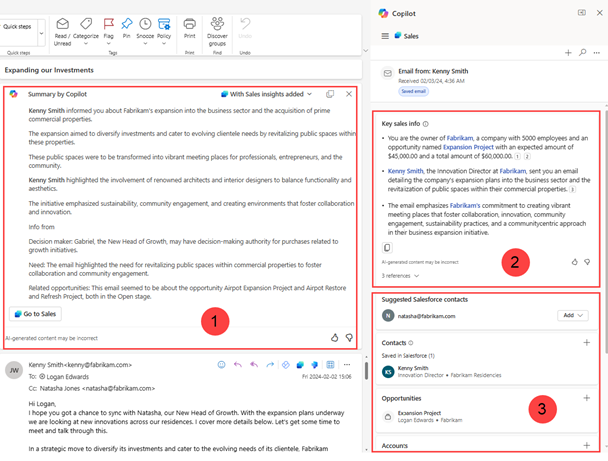 Quick steps
Read / Unread
Categorize
Flag
Pin
Snooze
Policy
Print
Discover groups
Undo
Quick steps
Tags
Print
Find groups
Undo
Expanding our Investments
Summary by Copilot
With Sales insights added
Kenny Smith informed you about Fabrikam's expansion into the business sector and the acquisition of prime
commercial properties.
The expansion aimed to diversify investments and cater to evolving clientele needs by revitalizing public spaces within
these properties.
These public spaces were to be transformed into vibrant meeting places for professionals, entrepreneurs, and the
community.
Kenny Smith highlighted the involvement of renowned architects and interior designers to balance functionality and
aesthetics.
The initiative emphasized sustainability, community engagement, and creating environments that foster collaboration
and innovation.
Info from
Decision maker: Gabriel, the New Head of Growth, may have decision-making authority for purchases related to
growth initiatives.
Need: The email highlighted the need for revitalizing public spaces within commercial properties to foster
collaboration and community engagement.
Related opportunities: This email seemed to be about the opportunity Airpot Expansion Project and Airpot Restore
and Refresh Project, both in the Open stage.
Go to Sales
1
AI-generated content may be incorrect
JW
Kenny Smith<kenny@fabrikam.com>
To: Logan Edwards
Cc: Natasha Jones <natasha@fabrikam.com>
Fri 2024-02-02 15:06
Hi Logan,
I hope you got a chance to sync with Natasha, our New Head of Growth. With the expansion plans underway
we are looking at new innovations across our residences. I cover more details below. Let's get some time to
meet and talk through this.
In a strategic move to diversify its investments and cater to the evolving needs of its clientele, Fabrikam
Copilot
Sales
Email from: Kenny Smith
Received 02/03/24, 4:36 AM
Saved email
Key sales info
You are the owner of Fabrikam, a company with 5000 employees and an
opportunity named Expansion Project with an expected amount of
$45,000.00 and a total amount of $60,000.00. 1 2
Kenny Smith, the Innovation Director at Fabrikam, sent you an email
detailing the company's expansion plans into the business sector and the
revitalization of public spaces within their commercial properties. 3
The email emphasizes Fabrikam's commitment to creating vibrant
meeting places that foster collaboration, innovation, community
engagement, sustainability practices, and a communitycentric approach
in ther business expansion initiative.
AI-generated content may be incorrect
2
3 references
Suggested Salesforce contacts
N
natasha@fabrikam.com
Add
Contacts
Saved in Salesforce (1)
KS
Kenny Smith
Innovation Director • Fabrikam Residencies
Opportunities
Expansion Project
Logan Edwards • Fabrikam
3
Accounts